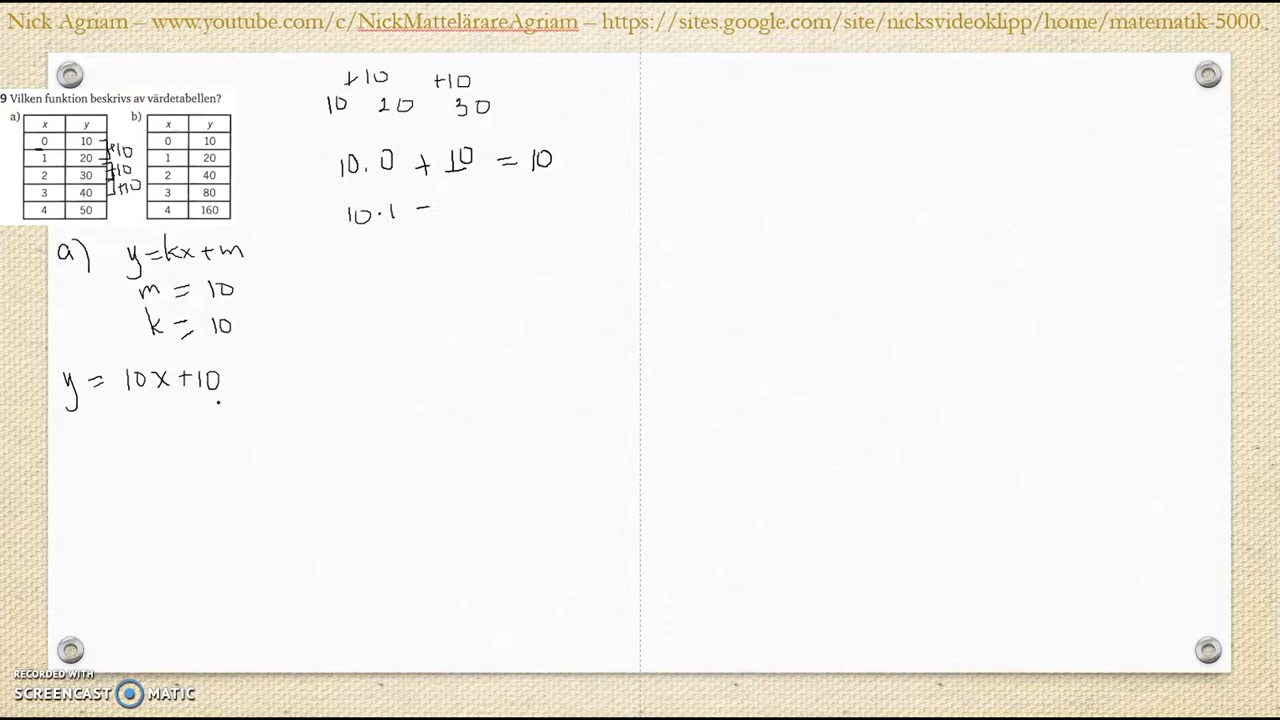 Nick Agriam – www.youtube.com/c/NickMattelärareAgriam – https://sites.google.com/site/nicksvideoklipp/home/matematik-5000
9 Vilken funktion beskrivs av värdetabellen?
a)
x y
0 10
1 20
2 30
3 40
4 50
+10
+10
+10
b)
x y
0 10
1 20
2 40
3 80
4 160
+10 +10
10 20 30
10·0 + 10 = 10
10·1 =
a) y=kx+m
m = 10
k = 10
y = 10x+10
RECORDED WITH
SCREENCAST MATIC